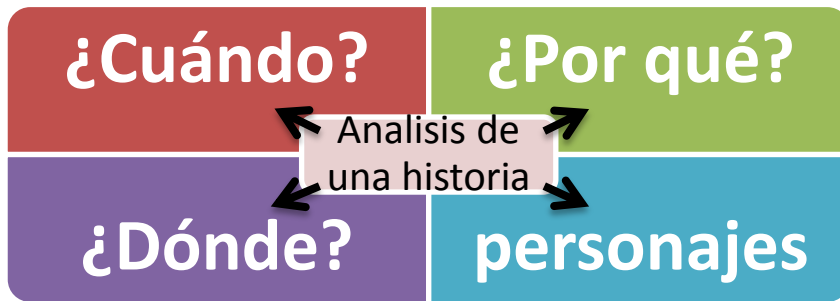 ¿Cuándo?
¿Por qué?
Analisis de
una historia
¿Dónde?
personajes